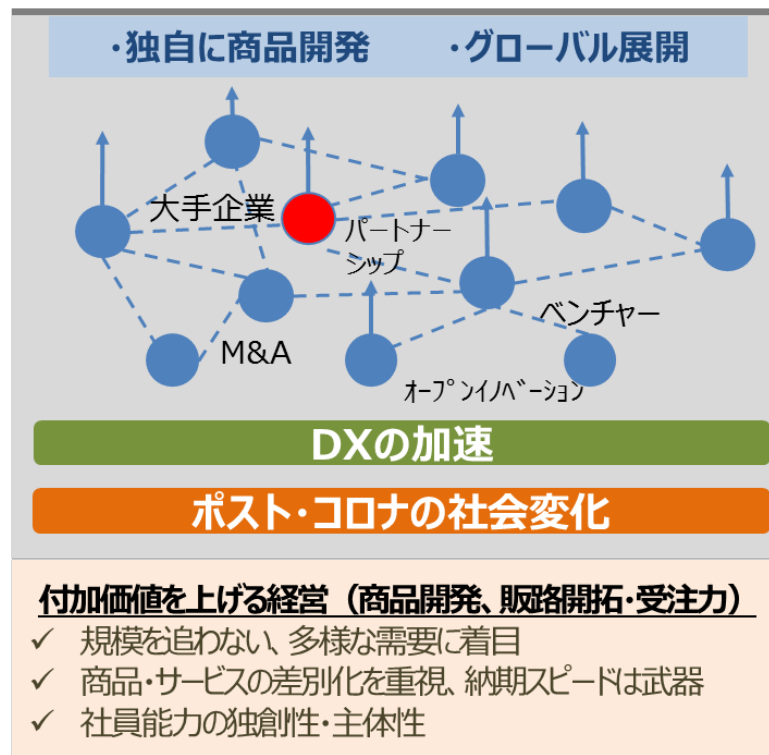 ・独自に商品開発　　・グローバル展開
大手企業
パートナー
シップ
ベンチャー
M&A
ｵｰﾌﾟﾝｲﾉﾍﾞｰｼｮﾝ
DXの加速
ポスト・コロナの社会変化
付加価値を上げる経営（商品開発、販路開拓・受注力）
✓ 規模を追わない、多様な需要に着目
✓ 商品・サービスの差別化を重視、納期スピードは武器
✓ 社員能力の独創性・主体性